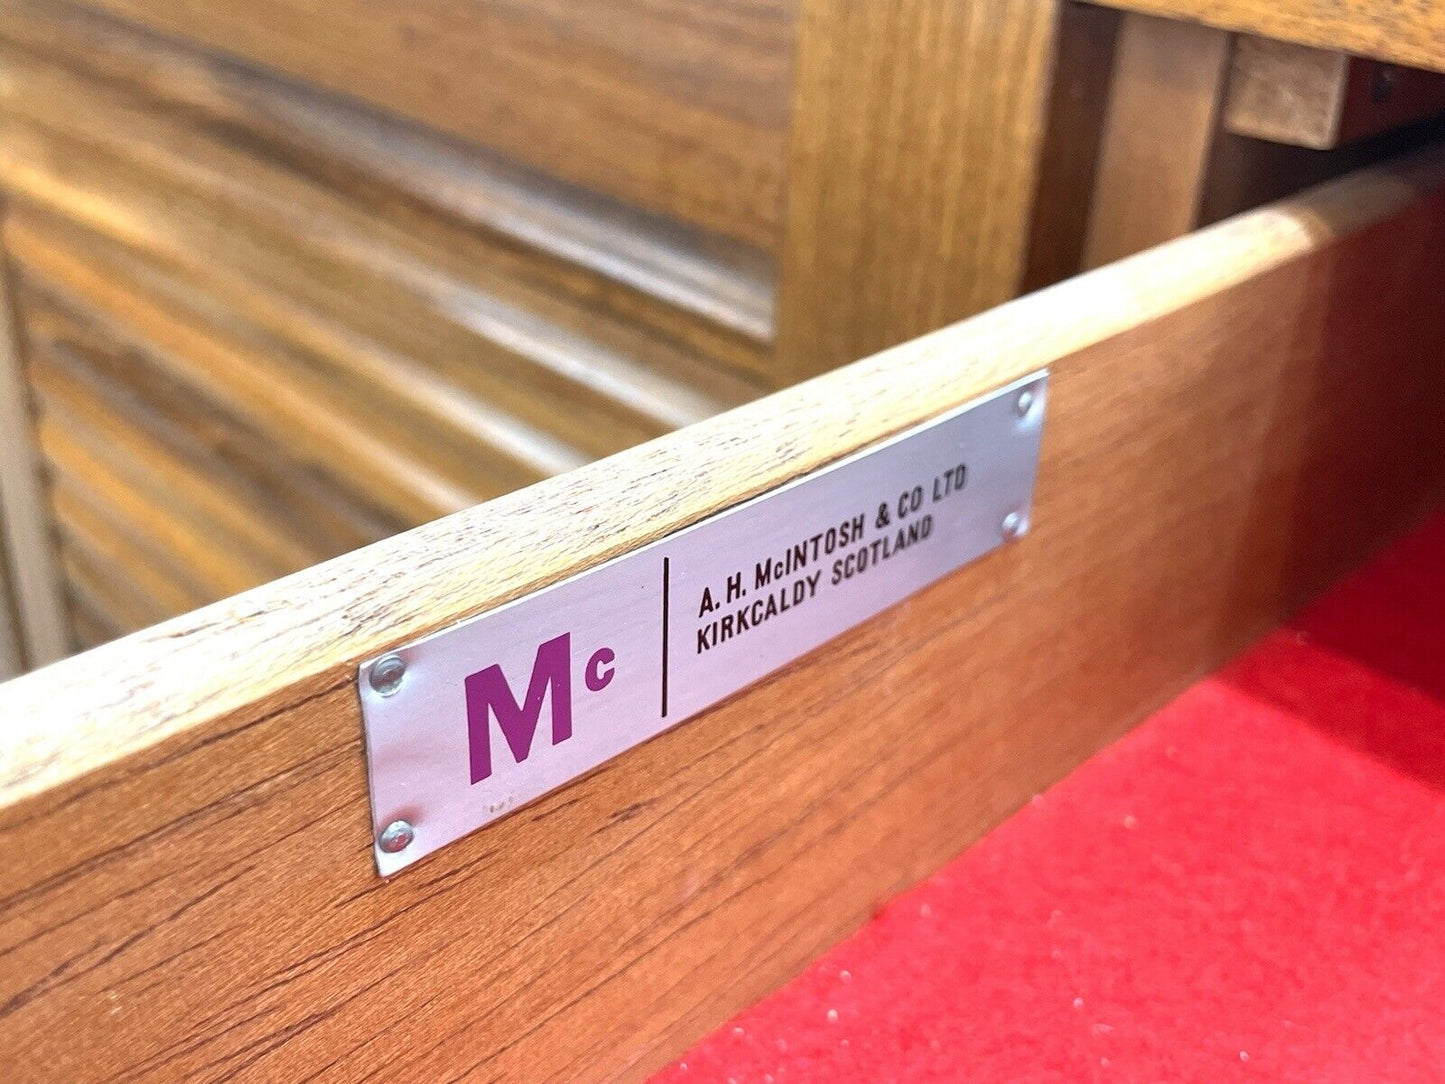 Mc
A. H. McINTOSH & CO LTD
KIRKCALDY SCOTLAND